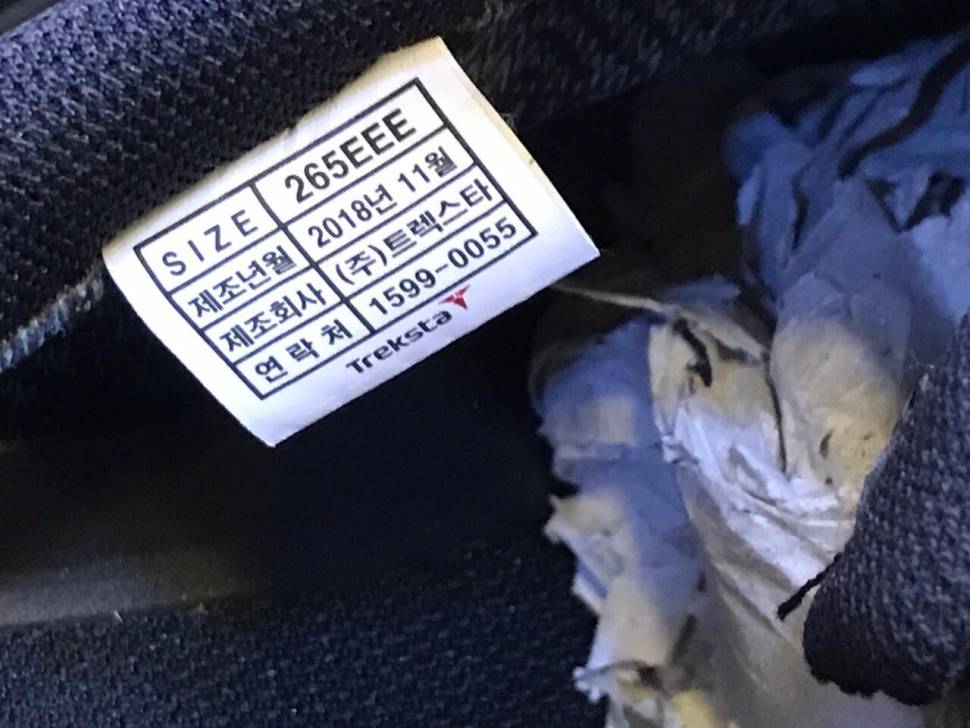 SIZE 265EEE
제조년월 2018년 11월
제조회사 (주)트렉스타
연락처 1599-0055
Treksta